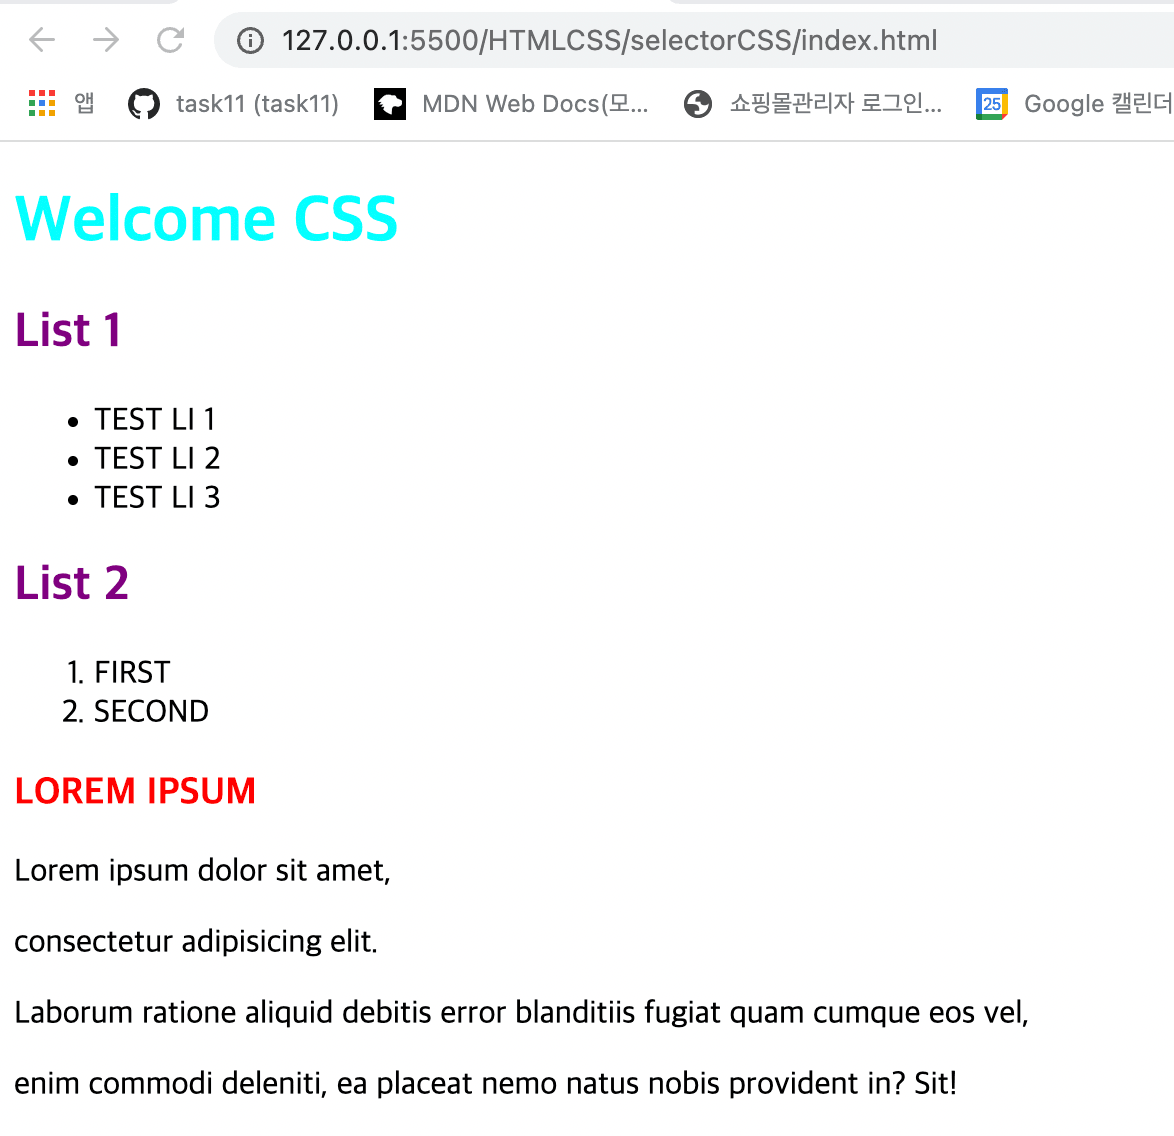 127.0.0.1:5500/HTMLCSS/selectorCSS/index.html
앱 task11 (task11) MDN Web Docs(모... 쇼핑몰관리자 로그인... 25 Google 캘린더
Welcome CSS
List 1
• TEST LI 1
• TEST LI 2
• TEST LI 3
List 2
1. FIRST
2. SECOND
LOREM IPSUM
Lorem ipsum dolor sit amet,
consectetur adipisicing elit.
Laborum ratione aliquid debitis error blanditiis fugiat quam cumque eos vel,
enim commodi deleniti, ea placeat nemo natus nobis provident in? Sit!